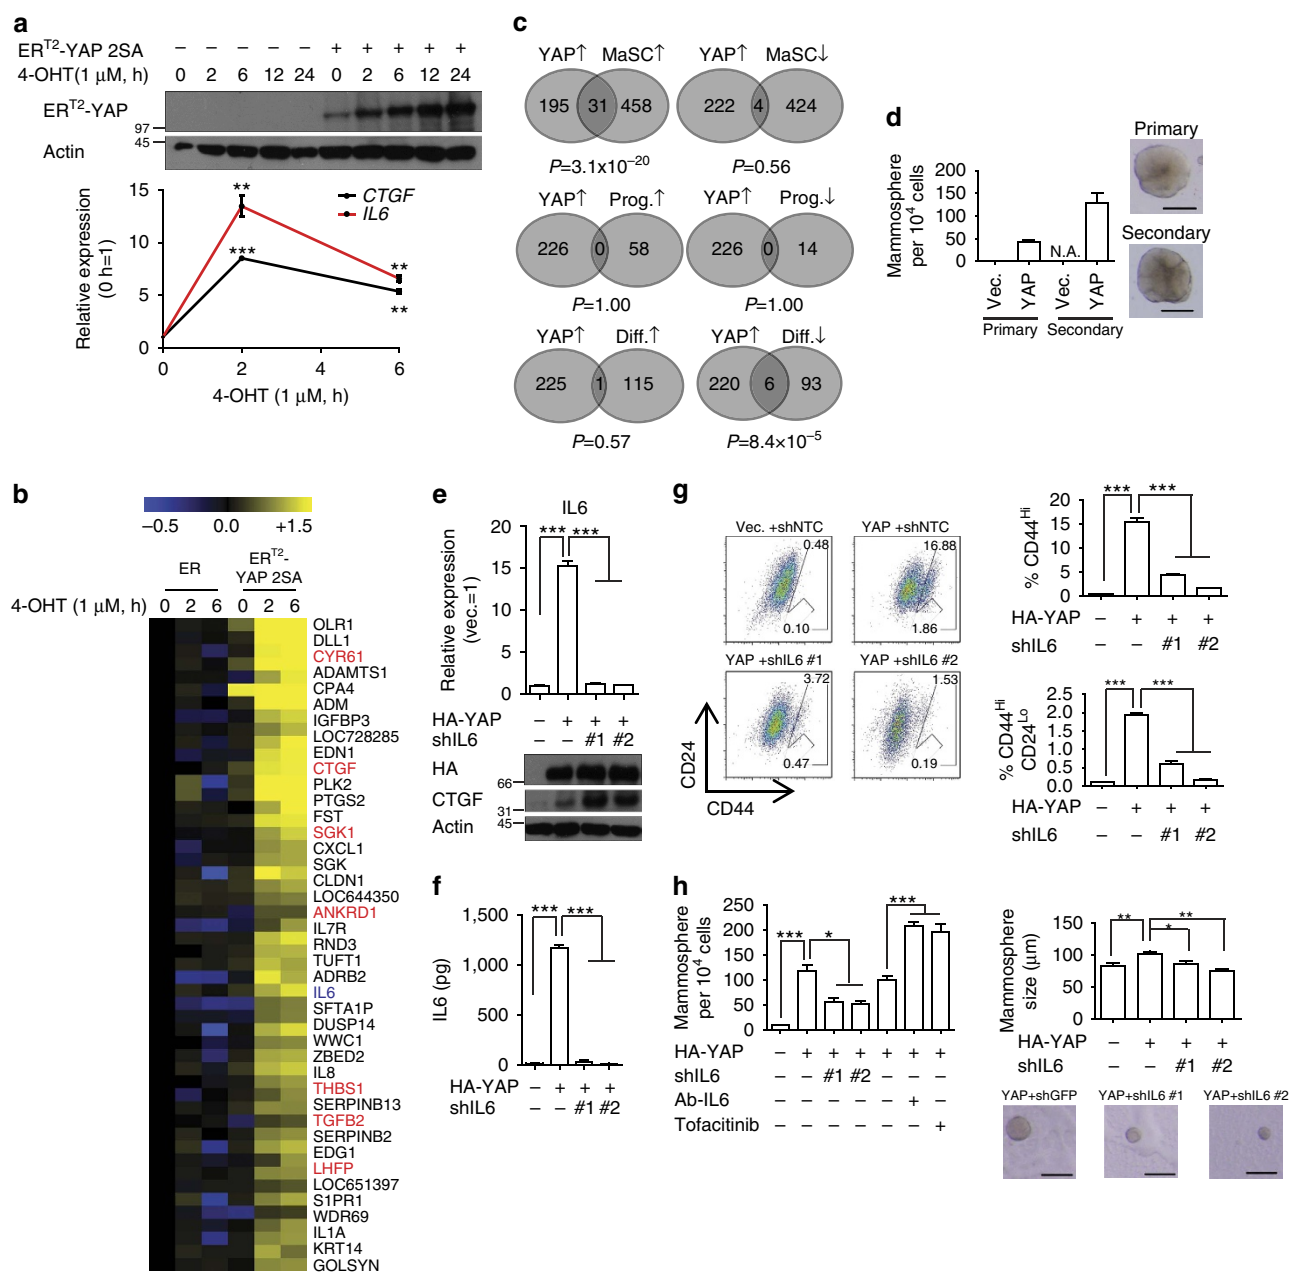 a
ER^T2-YAP 2SA – – – – – + + + + +
4-OHT(1 µM, h) 0 2 6 12 24 0 2 6 12 24
ER^T2-YAP
97
45
Actin
Relative expression
(0 h=1)
15
10
5
0
CTGF
IL6
**
***
**
**
0 2 4 6
4-OHT (1 µM, h)
b
–0.5 0.0 +1.5
ER
ER^T2-
YAP 2SA
4-OHT (1 µM, h) 0 2 6 0 2 6
OLR1
DLL1
CYR61
ADAMTS1
CPA4
ADM
IGFBP3
LOC728285
EDN1
CTGF
PLK2
PTGS2
FST
SGK1
CXCL1
SGK
CLDN1
LOC644350
ANKRD1
IL7R
RND3
TUFT1
ADRB2
IL6
SFTA1P
DUSP14
WWC1
ZBED2
IL8
THBS1
SERPINB13
TGFB2
SERPINB2
EDG1
LHFP
LOC651397
S1PR1
WDR69
IL1A
KRT14
GOLSYN
c
YAP↑ MaSC↑
195 31 458
P=3.1x10^–20
YAP↑ MaSC↓
222 4 424
P=0.56
YAP↑ Prog.↑
226 0 58
P=1.00
YAP↑ Prog.↓
226 0 14
P=1.00
YAP↑ Diff.↑
225 1 115
P=0.57
YAP↑ Diff.↓
220 6 93
P=8.4×10^–5
d
Mammosphere
per 10^4 cells
200
150
100
50
0
N.A.
Vec. YAP Vec. YAP
Primary Secondary
Primary
Secondary
e
IL6
Relative expression
(vec.=1)
20
15
10
5
0
*** ***
HA-YAP – + + +
shIL6 – – #1 #2
HA
66
CTGF
31
Actin
45
f
IL6 (pg)
1,500
1,000
500
0
*** ***
HA-YAP – + + +
shIL6 – – #1 #2
g
Vec. +shNTC
0.48
0.10
YAP +shNTC
16.88
1.86
YAP +shIL6 #1
3.72
0.47
YAP +shIL6 #2
1.53
0.19
CD24
CD44
% CD44^Hi
20
15
10
5
0
*** ***
HA-YAP – + + +
shIL6 – – #1 #2
% CD44^Hi
CD24^Lo
2.5
2.0
1.5
1.0
0.5
0.0
*** ***
HA-YAP – + + +
shIL6 – – #1 #2
h
Mammosphere
per 10^4 cells
250
200
150
100
50
0
*** * ***
HA-YAP – + + + + + +
shIL6 – – #1 #2 – – –
Ab-IL6 – – – – – + –
Tofacitinib – – – – – – +
Mammosphere
size (µm)
150
100
50
0
** * **
HA-YAP – + + +
shIL6 – – #1 #2
YAP+shGFP YAP+shIL6 #1 YAP+shIL6 #2